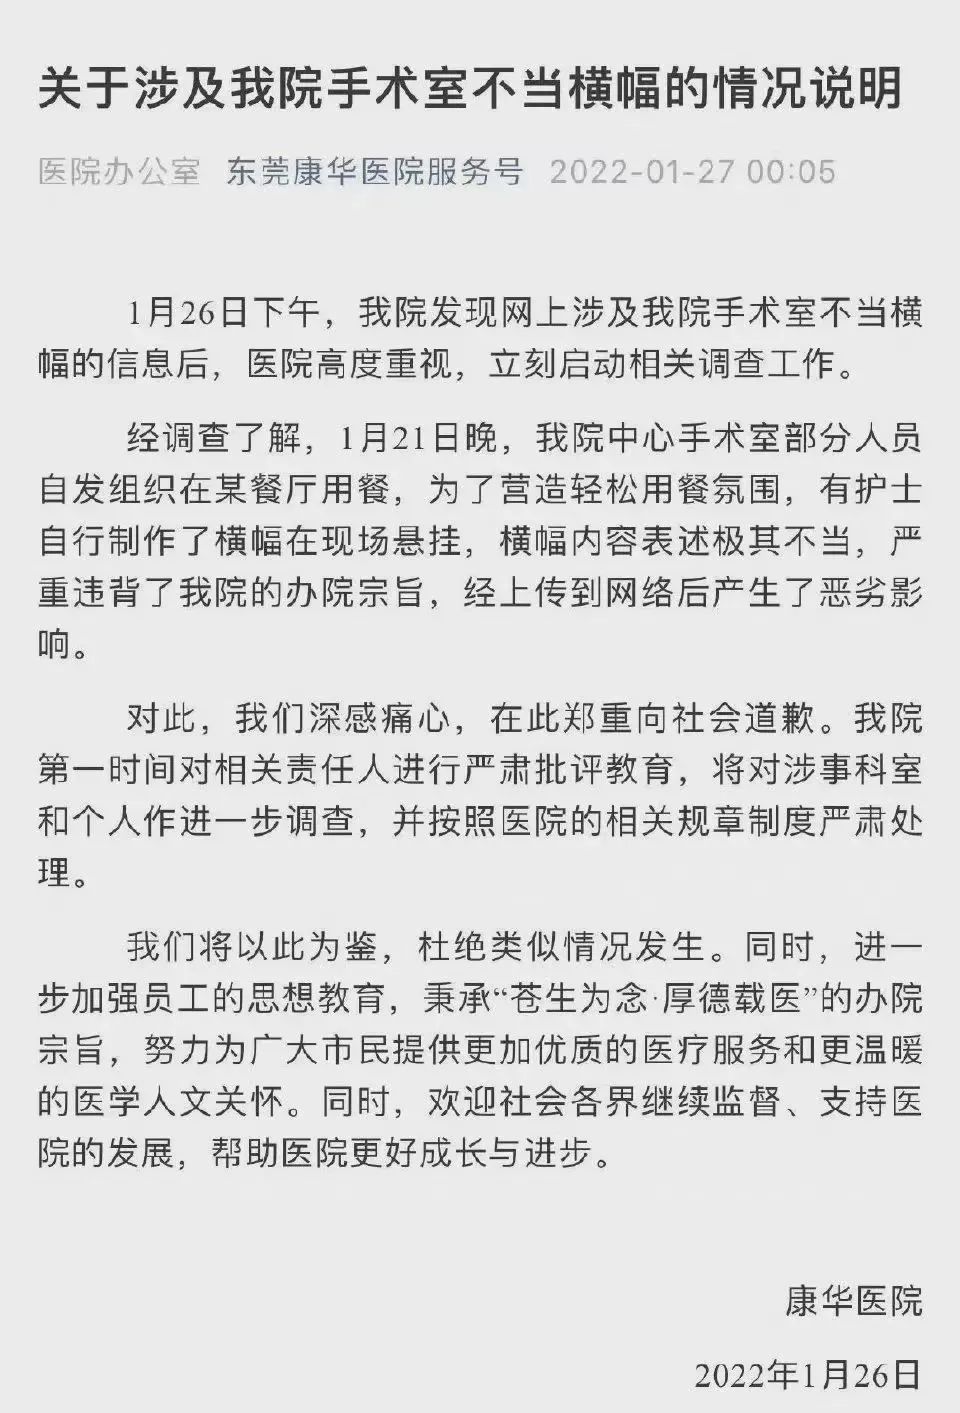 关于涉及我院手术室不当横幅的情况说明
医院办公室 东莞康华医院服务号 2022-01-27 00:05
1月26日下午，我院发现网上涉及我院手术室不当横
幅的信息后，医院高度重视，立刻启动相关调查工作。
经调查了解，1月21日晚，我院中心手术室部分人员
自发组织在某餐厅用餐，为了营造轻松用餐氛围，有护士
自行制作了横幅在现场悬挂，横幅内容表述极其不当，严
重违背了我院的办院宗旨，经上传到网络后产生了恶劣影
响。
对此，我们深感痛心，在此郑重向社会道歉。我院
第一时间对相关责任人进行严肃批评教育，将对涉事科室
和个人作进一步调查，并按照医院的相关规章制度严肃处
理。
我们将以此为鉴，杜绝类似情况发生。同时，进一
步加强员工的思想教育，秉承“苍生为念·厚德载医”的办院
宗旨，努力为广大市民提供更加优质的医疗服务和更温暖
的医学人文关怀。同时，欢迎社会各界继续监督、支持医
院的发展，帮助医院更好成长与进步。
康华医院
2022年1月26日